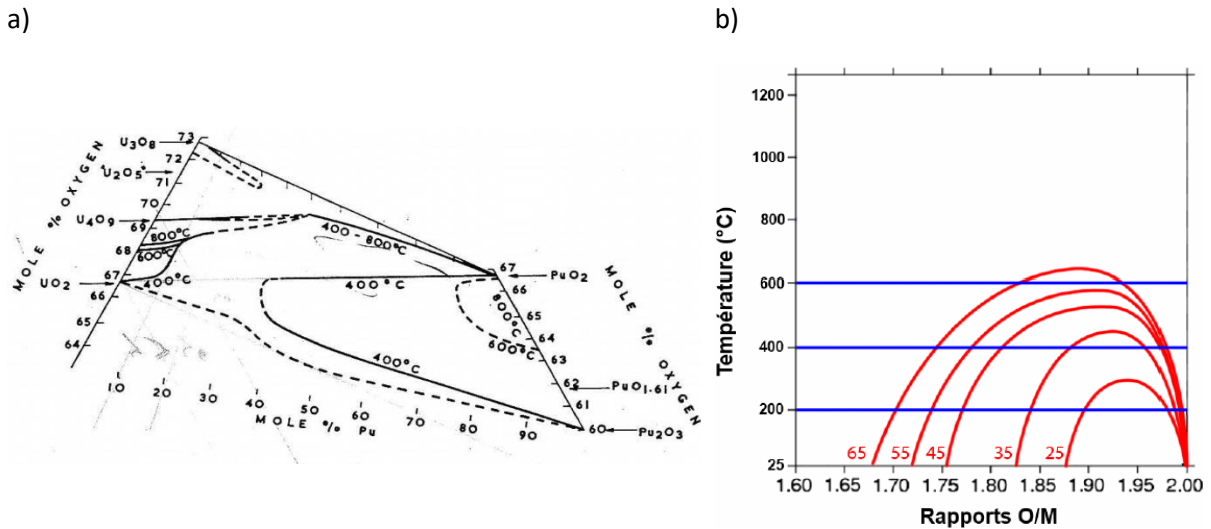 a)
b)
U3O8
U2O5
U4O9
UO2
MOLE % OXYGEN
73
72
71
70
69
68
67
66
65
64
800°C
600°C
400°C
400-800°C
400°C
400°C
800°C
600°C
67
66
65
64
63
62
61
60
PuO2
PuO1.61
Pu2O3
MOLE % OXYGEN
10
20
30
40
50
60
70
80
90
MOLE % Pu
Température (°C)
1200
1000
800
600
400
200
25
65
55
45
35
25
1.60
1.65
1.70
1.75
1.80
1.85
1.90
1.95
2.00
Rapports O/M